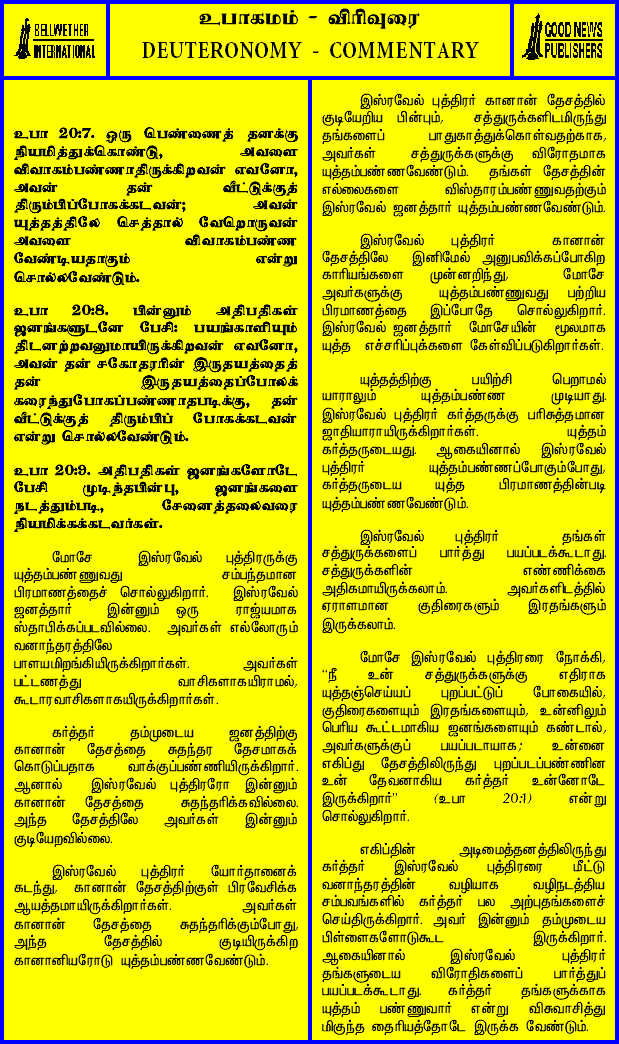 BELLWETHER
INTERNATIONAL
உபாகமம் - விரிவுரை
DEUTERONOMY - COMMENTARY
GOOD NEWS
PUBLISHERS
உபா 20:7. ஒரு பெண்ணைத் தனக்கு
நியமித்துக்கொண்டு, அவளை
விவாகம்பண்ணாதிருக்கிறவன் எவனோ,
அவன் தன் வீட்டுக்குத்
திரும்பிப்போகக்கடவன்; அவன்
யுத்தத்திலே செத்தால் வேறொருவன்
அவளை விவாகம்பண்ண
வேண்டியதாகும் என்று
சொல்லவேண்டும்.
உபா 20:8. பின்னும் அதிபதிகள்
ஜனங்களுடனே பேசி: பயங்காளியும்
திடனற்றவனுமாயிருக்கிறவன் எவனோ,
அவன் தன் சகோதரரின் இருதயத்தைத்
தன் இருதயத்தைப்போலக்
கரைந்துபோகப்பண்ணாதபடிக்கு, தன்
வீட்டுக்குத் திரும்பிப் போகக்கடவன்
என்று சொல்லவேண்டும்.
உபா 20:9. அதிபதிகள் ஜனங்களோடே
பேசி முடிந்தபின்பு, ஜனங்களை
நடத்தும்படி, சேனைத்தலைவரை
நியமிக்கக்கடவர்கள்.
மோசே இஸ்ரவேல் புத்திரருக்கு
யுத்தம்பண்ணுவது சம்பந்தமான
பிரமாணத்தைச் சொல்லுகிறார். இஸ்ரவேல்
ஜனத்தார் இன்னும் ஒரு ராஜ்யமாக
ஸ்தாபிக்கப்படவில்லை. அவர்கள் எல்லோரும்
வனாந்தரத்திலே
பாளயமிறங்கியிருக்கிறார்கள். அவர்கள்
பட்டணத்து வாசிகளாகயிராமல்,
கூடாரவாசிகளாகயிருக்கிறார்கள்.
கர்த்தர் தம்முடைய ஜனத்திற்கு
கானான் தேசத்தை சுதந்தர தேசமாகக்
கொடுப்பதாக வாக்குப்பண்ணியிருக்கிறார்.
ஆனால் இஸ்ரவேல் புத்திரரோ இன்னும்
கானான் தேசத்தை சுதந்தரிக்கவில்லை.
அந்த தேசத்திலே அவர்கள் இன்னும்
குடியேறவில்லை.
இஸ்ரவேல் புத்திரர் யோர்தானைக்
கடந்து, கானான் தேசத்திற்குள் பிரவேசிக்க
ஆயத்தமாயிருக்கிறார்கள். அவர்கள்
கானான் தேசத்தை சுதந்தரிக்கும்போது,
அந்த தேசத்தில் குடியிருக்கிற
கானானியரோடு யுத்தம்பண்ணவேண்டும்.
இஸ்ரவேல் புத்திரர் கானான் தேசத்தில்
குடியேறிய பின்பும், சத்துருக்களிடமிருந்து
தங்களைப் பாதுகாத்துக்கொள்வதற்காக,
அவர்கள் சத்துருக்களுக்கு விரோதமாக
யுத்தம்பண்ணவேண்டும். தங்கள் தேசத்தின்
எல்லைகளை விஸ்தாரம்பண்ணுவதற்கும்
இஸ்ரவேல் ஜனத்தார் யுத்தம்பண்ணவேண்டும்.
இஸ்ரவேல் புத்திரர் கானான்
தேசத்திலே இனிமேல் அனுபவிக்கப்போகிற
காரியங்களை முன்னறிந்து, மோசே
அவர்களுக்கு யுத்தம்பண்ணுவது பற்றிய
பிரமாணத்தை இப்போதே சொல்லுகிறார்.
இஸ்ரவேல் ஜனத்தார் மோசேயின் மூலமாக
யுத்த எச்சரிப்புக்களை கேள்விப்படுகிறார்கள்.
யுத்தத்திற்கு பயிற்சி பெறாமல்
யாராலும் யுத்தம்பண்ண முடியாது.
இஸ்ரவேல் புத்திரர் கர்த்தருக்கு பரிசுத்தமான
ஜாதியாராயிருக்கிறார்கள். யுத்தம்
கர்த்தருடையது. ஆகையினால் இஸ்ரவேல்
புத்திரர் யுத்தம்பண்ணப்போகும்போது,
கர்த்தருடைய யுத்த பிரமாணத்தின்படி
யுத்தம்பண்ணவேண்டும்.
இஸ்ரவேல் புத்திரர் தங்கள்
சத்துருக்களைப் பார்த்து பயப்படக்கூடாது.
சத்துருக்களின் எண்ணிக்கை
அதிகமாயிருக்கலாம். அவர்களிடத்தில்
ஏராளமான குதிரைகளும் இரதங்களும்
இருக்கலாம்.
மோசே இஸ்ரவேல் புத்திரரை நோக்கி,
“நீ உன் சத்துருக்களுக்கு எதிராக
யுத்தஞ்செய்யப் புறப்பட்டுப் போகையில்,
குதிரைகளையும் இரதங்களையும், உன்னிலும்
பெரிய கூட்டமாகிய ஜனங்களையும் கண்டால்,
அவர்களுக்குப் பயப்படாயாக; உன்னை
எகிப்து தேசத்திலிருந்து புறப்படப்பண்ணின
உன் தேவனாகிய கர்த்தர் உன்னோடே
இருக்கிறார்” (உபா 20:1) என்று
சொல்லுகிறார்.
எகிப்தின் அடிமைத்தனத்திலிருந்து
கர்த்தர் இஸ்ரவேல் புத்திரரை மீட்டு
வனாந்தரத்தின் வழியாக வழிநடத்திய
சம்பவங்களில் கர்த்தர் பல அற்புதங்களைச்
செய்திருக்கிறார். அவர் இன்னும் தம்முடைய
பிள்ளைகளோடுகூட இருக்கிறார்.
ஆகையினால் இஸ்ரவேல் புத்திரர்
தங்களுடைய விரோதிகளைப் பார்த்துப்
பயப்படக்கூடாது. கர்த்தர் தங்களுக்காக
யுத்தம் பண்ணுவார் என்று விசுவாசித்து
மிகுந்த தைரியத்தோடே இருக்க வேண்டும்.